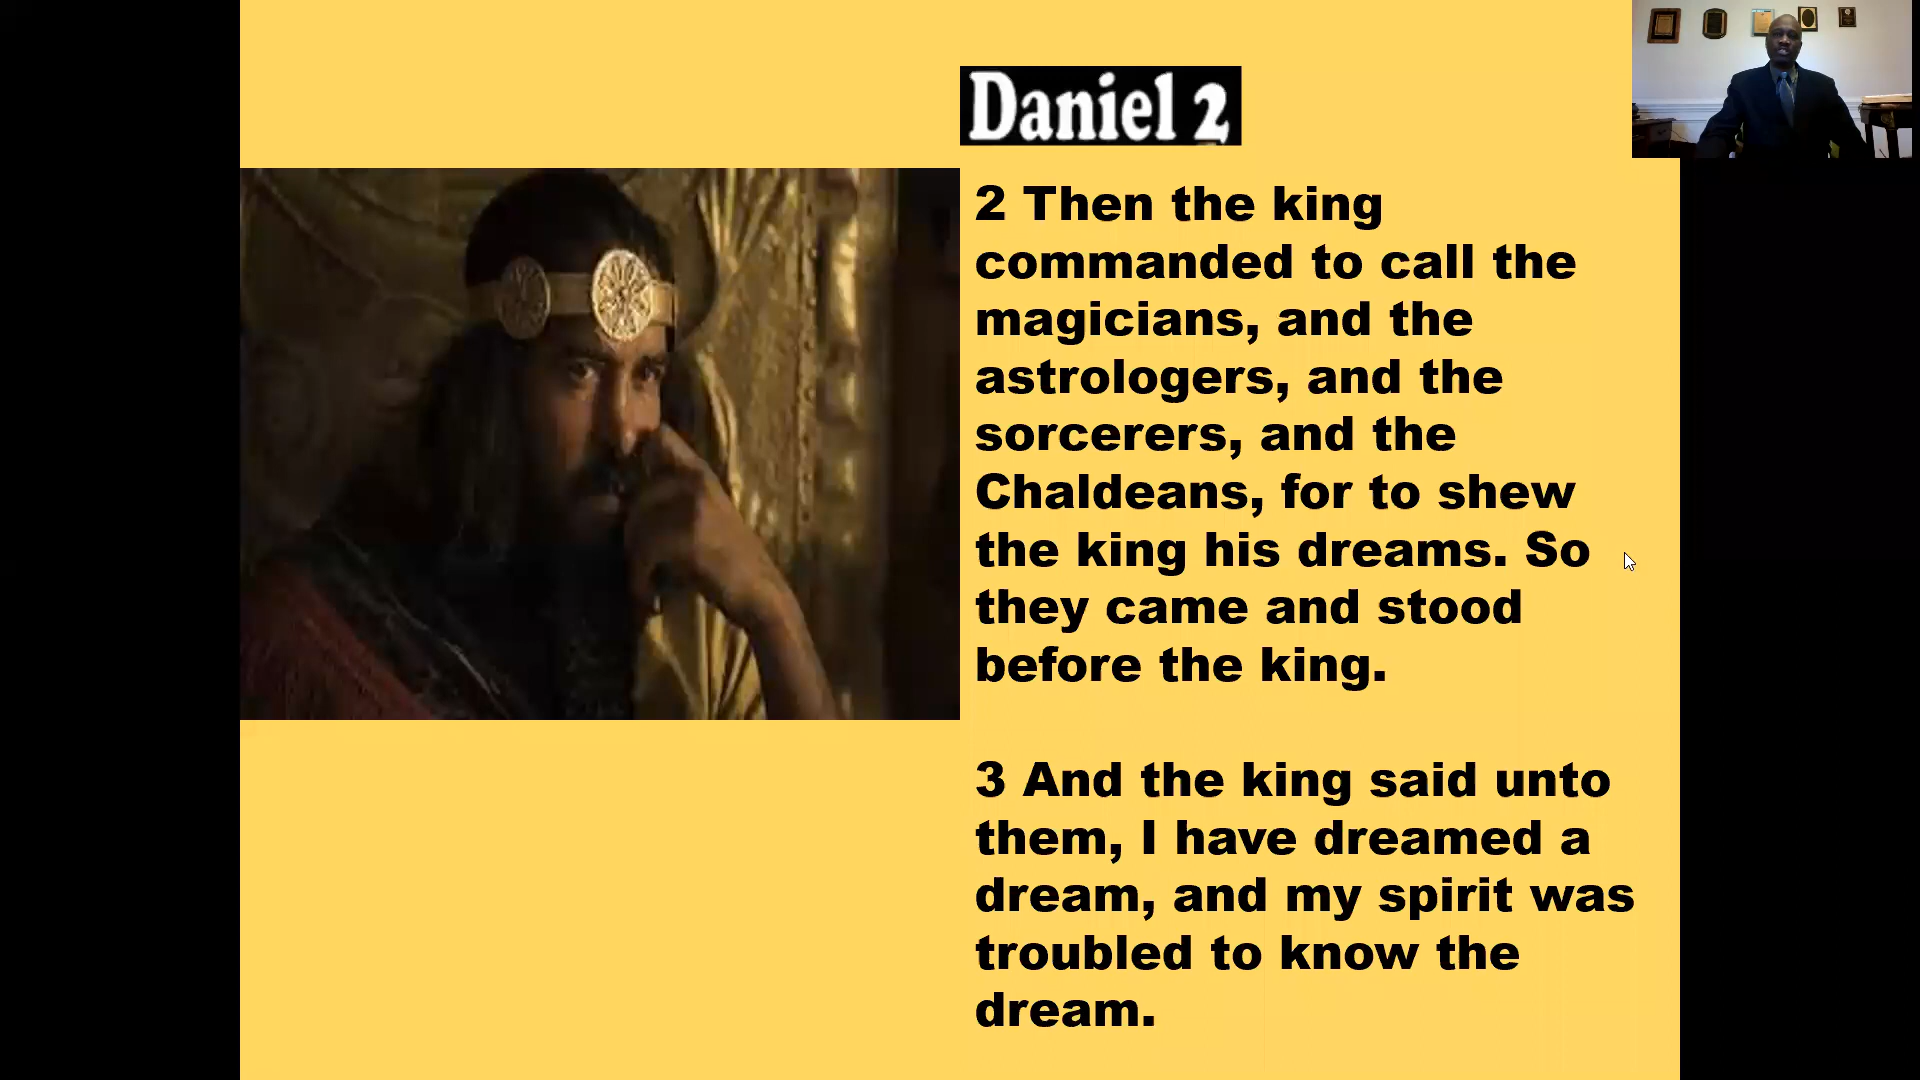 Daniel 2
2 Then the king
commanded to call the
magicians, and the
astrologers, and the
sorcerers, and the
Chaldeans, for to shew
the king his dreams. So
they came and stood
before the king.
3 And the king said unto
them, I have dreamed a
dream, and my spirit was
troubled to know the
dream.